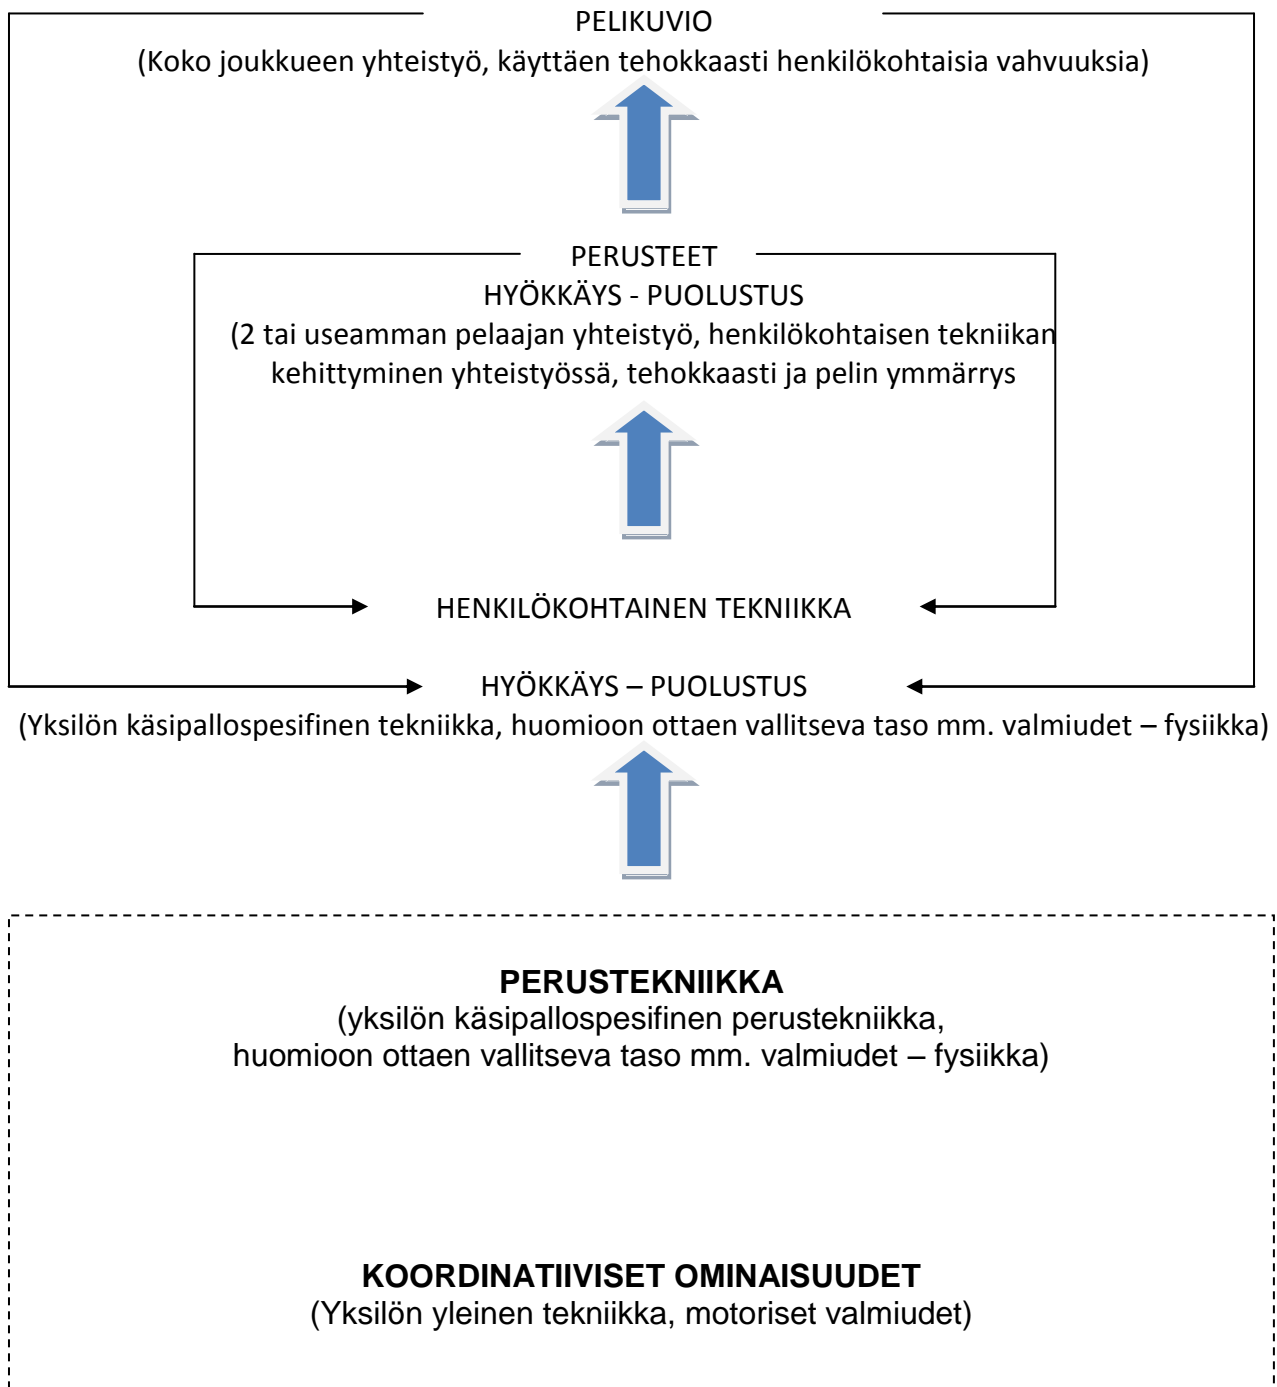 PELIKUVIO
(Koko joukkueen yhteistyö, käyttäen tehokkaasti henkilökohtaisia vahvuuksia)
PERUSTEET
HYÖKKÄYS - PUOLUSTUS
(2 tai useamman pelaajan yhteistyö, henkilökohtaisen tekniikan
kehittyminen yhteistyössä, tehokkaasti ja pelin ymmärrys
HENKILÖKOHTAINEN TEKNIIKKA
HYÖKKÄYS – PUOLUSTUS
(Yksilön käsipallospesifinen tekniikka, huomioon ottaen vallitseva taso mm. valmiudet – fysiikka)
PERUSTEKNIIKKA
(yksilön käsipallospesifinen perustekniikka,
huomioon ottaen vallitseva taso mm. valmiudet – fysiikka)
KOORDINATIIVISET OMINAISUUDET
(Yksilön yleinen tekniikka, motoriset valmiudet)